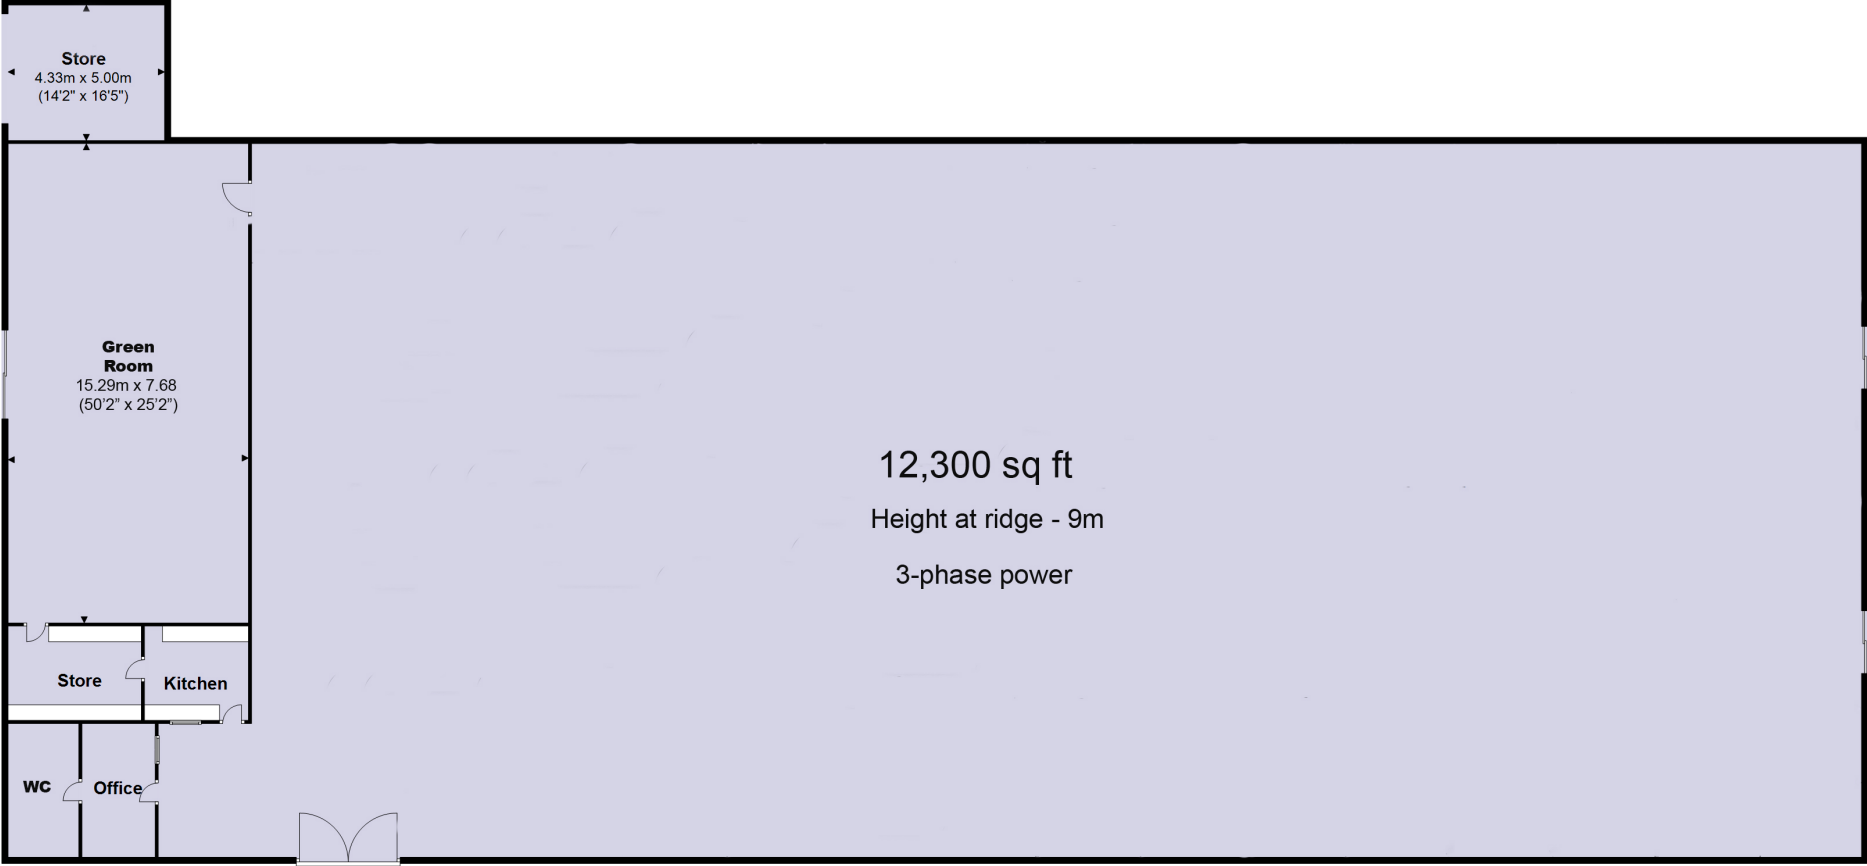 Store
4.33m x 5.00m
(14'2" x 16'5")
Green
Room
15.29m x 7.68
(50'2” x 25'2”)
12,300 sq ft
Height at ridge - 9m
3-phase power
Store
Kitchen
WC
Office